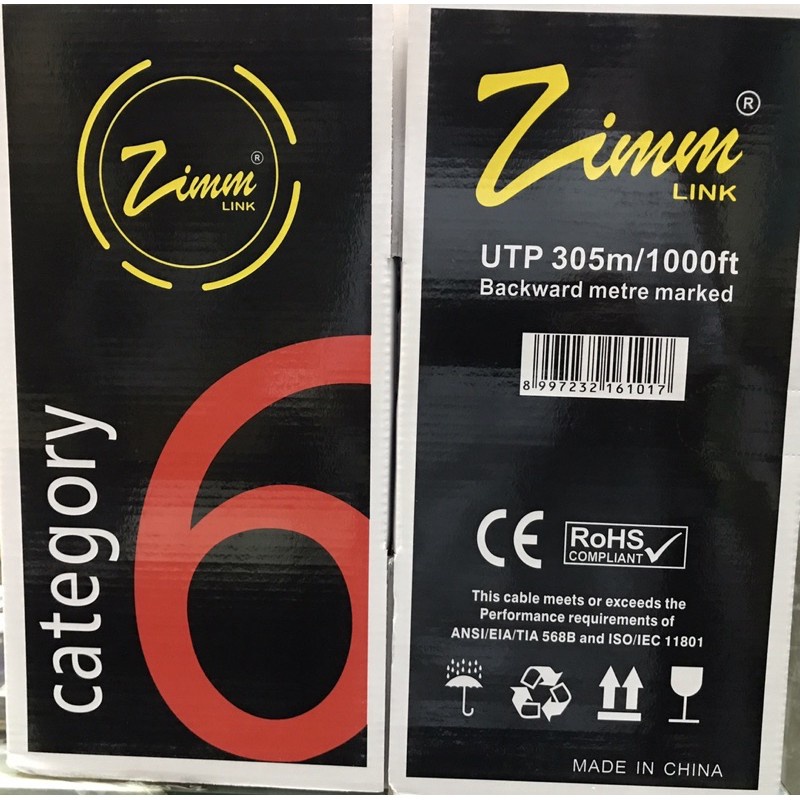 Zimm ®
LINK
category
6
Zimm ®
LINK
UTP 305m/1000ft
Backward metre marked
8 997232 161017
CE
RoHS
COMPLIANT
This cable meets or exceeds the
Performance requirements of
ANSI/EIA/TIA 568B and ISO/IEC 11801
MADE IN CHINA